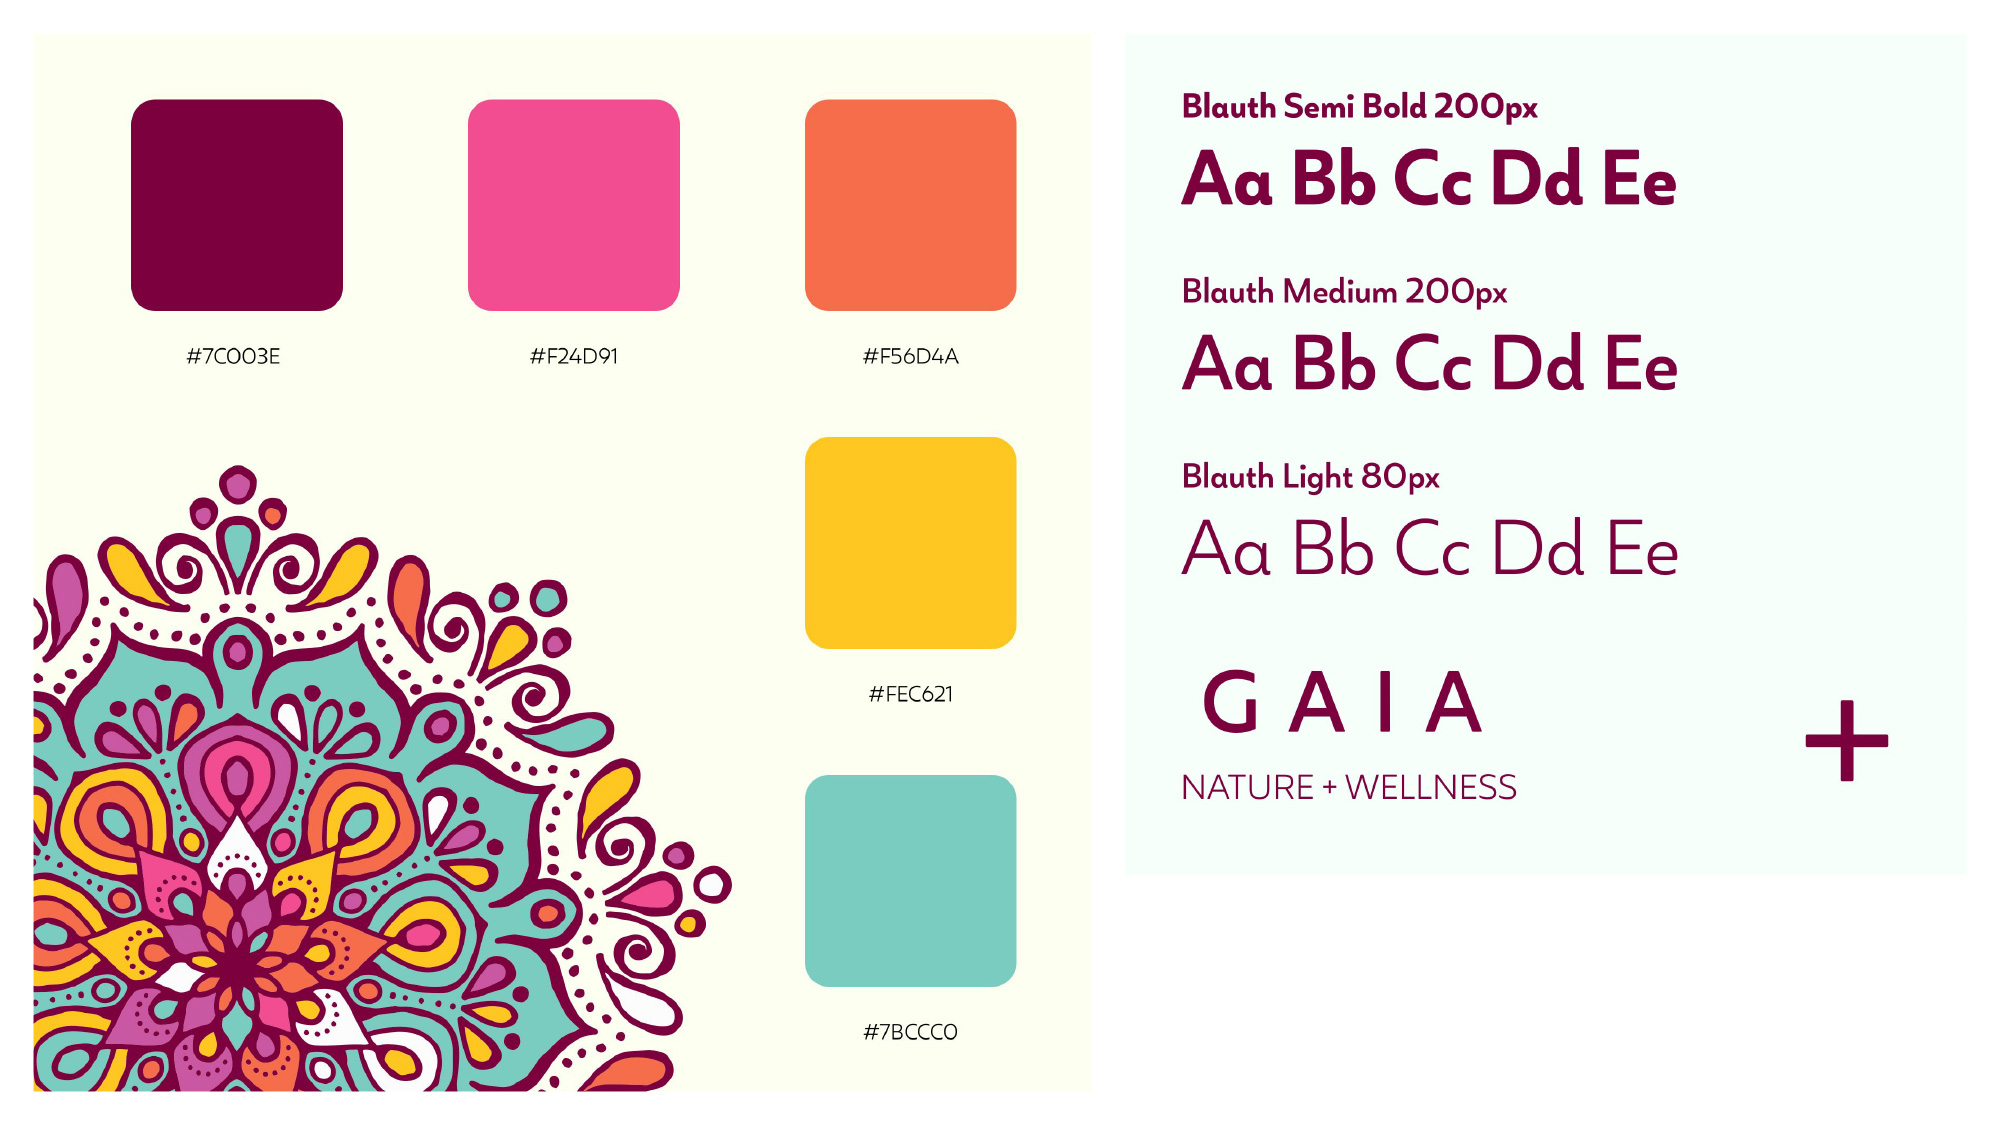 #7C003E
#F24D91
#F56D4A
#FEC621
#7BCCC0
Blauth Semi Bold 200px
Aa Bb Cc Dd Ee
Blauth Medium 200px
Aa Bb Cc Dd Ee
Blauth Light 80px
Aa Bb Cc Dd Ee
GAIA
NATURE + WELLNESS
+